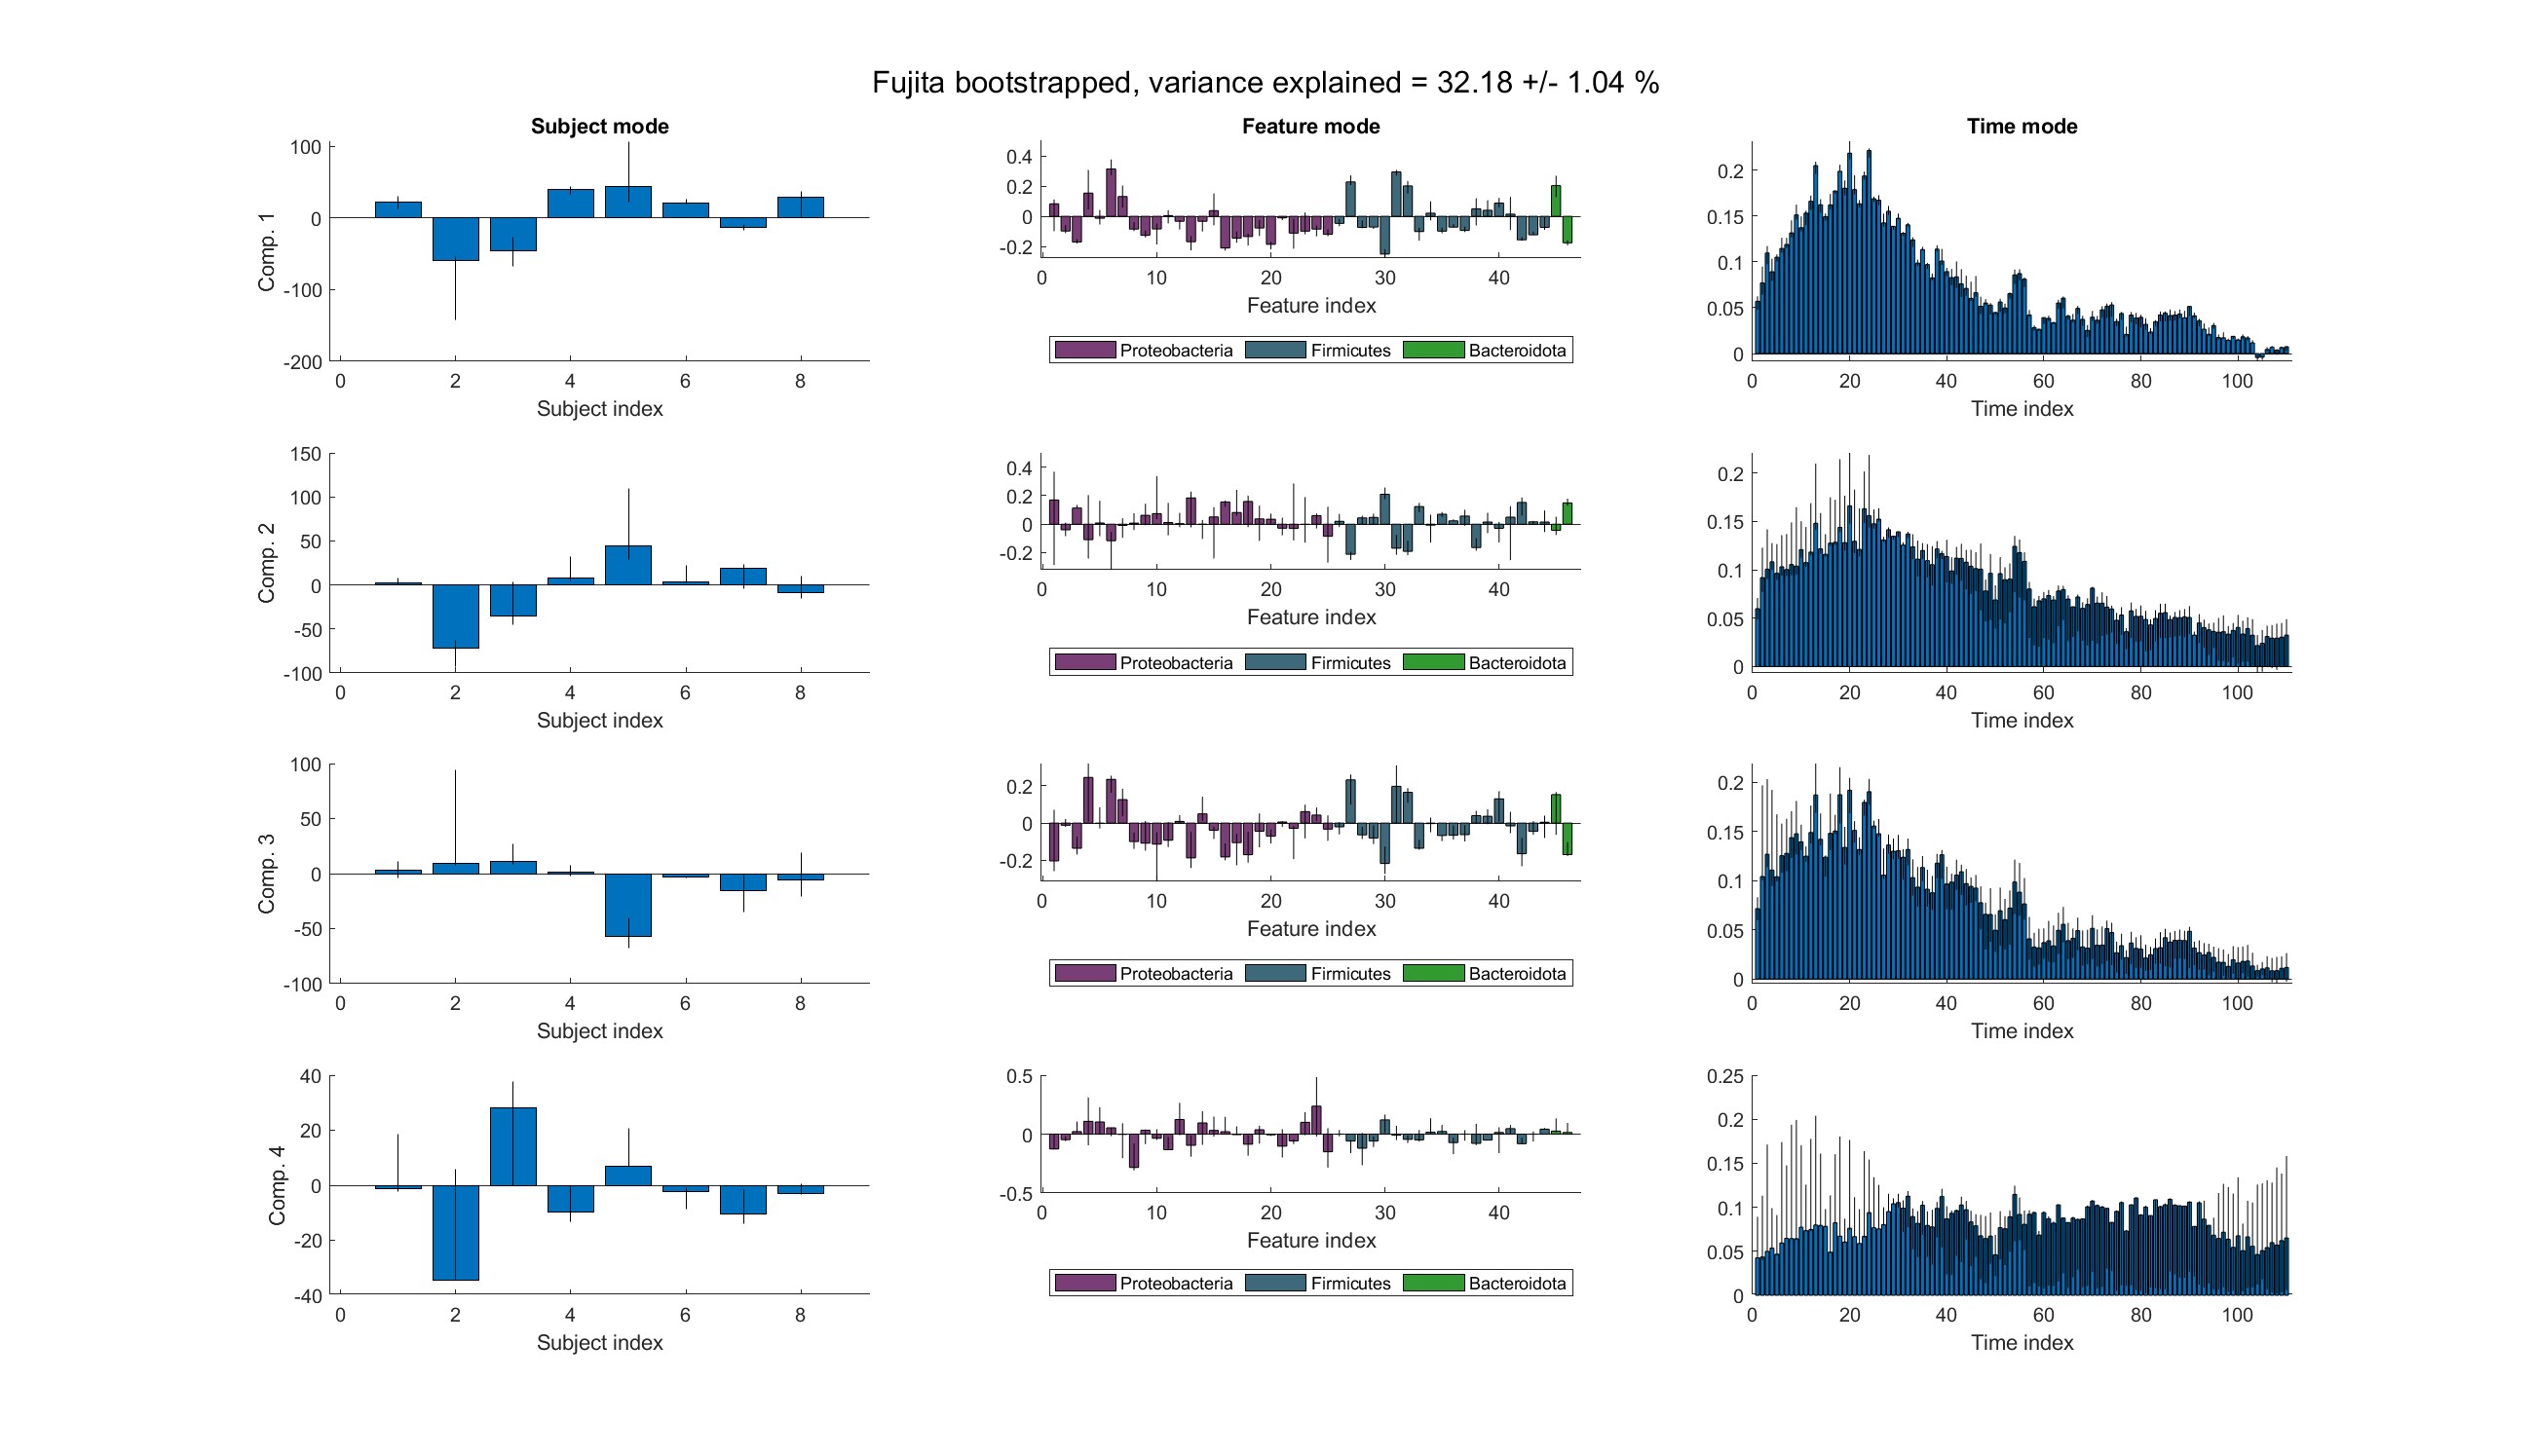 Fujita bootstrapped, variance explained = 32.18 +/- 1.04 %
Subject mode
Feature mode
Time mode
Comp. 1
100
0
-100
-200
0 2 4 6 8
Subject index
0.4
0.2
0
-0.2
0 10 20 30 40
Feature index
Proteobacteria Firmicutes Bacteroidota
0.2
0.15
0.1
0.05
0
0 20 40 60 80 100
Time index
Comp. 2
150
100
50
0
-50
-100
0 2 4 6 8
Subject index
0.4
0.2
0
-0.2
0 10 20 30 40
Feature index
Proteobacteria Firmicutes Bacteroidota
0.2
0.15
0.1
0.05
0
0 20 40 60 80 100
Time index
Comp. 3
100
50
0
-50
-100
0 2 4 6 8
Subject index
0.2
0
-0.2
0 10 20 30 40
Feature index
Proteobacteria Firmicutes Bacteroidota
0.2
0.15
0.1
0.05
0
0 20 40 60 80 100
Time index
Comp. 4
40
20
0
-20
-40
0 2 4 6 8
Subject index
0.5
0
-0.5
0 10 20 30 40
Feature index
Proteobacteria Firmicutes Bacteroidota
0.25
0.2
0.15
0.1
0.05
0
0 20 40 60 80 100
Time index